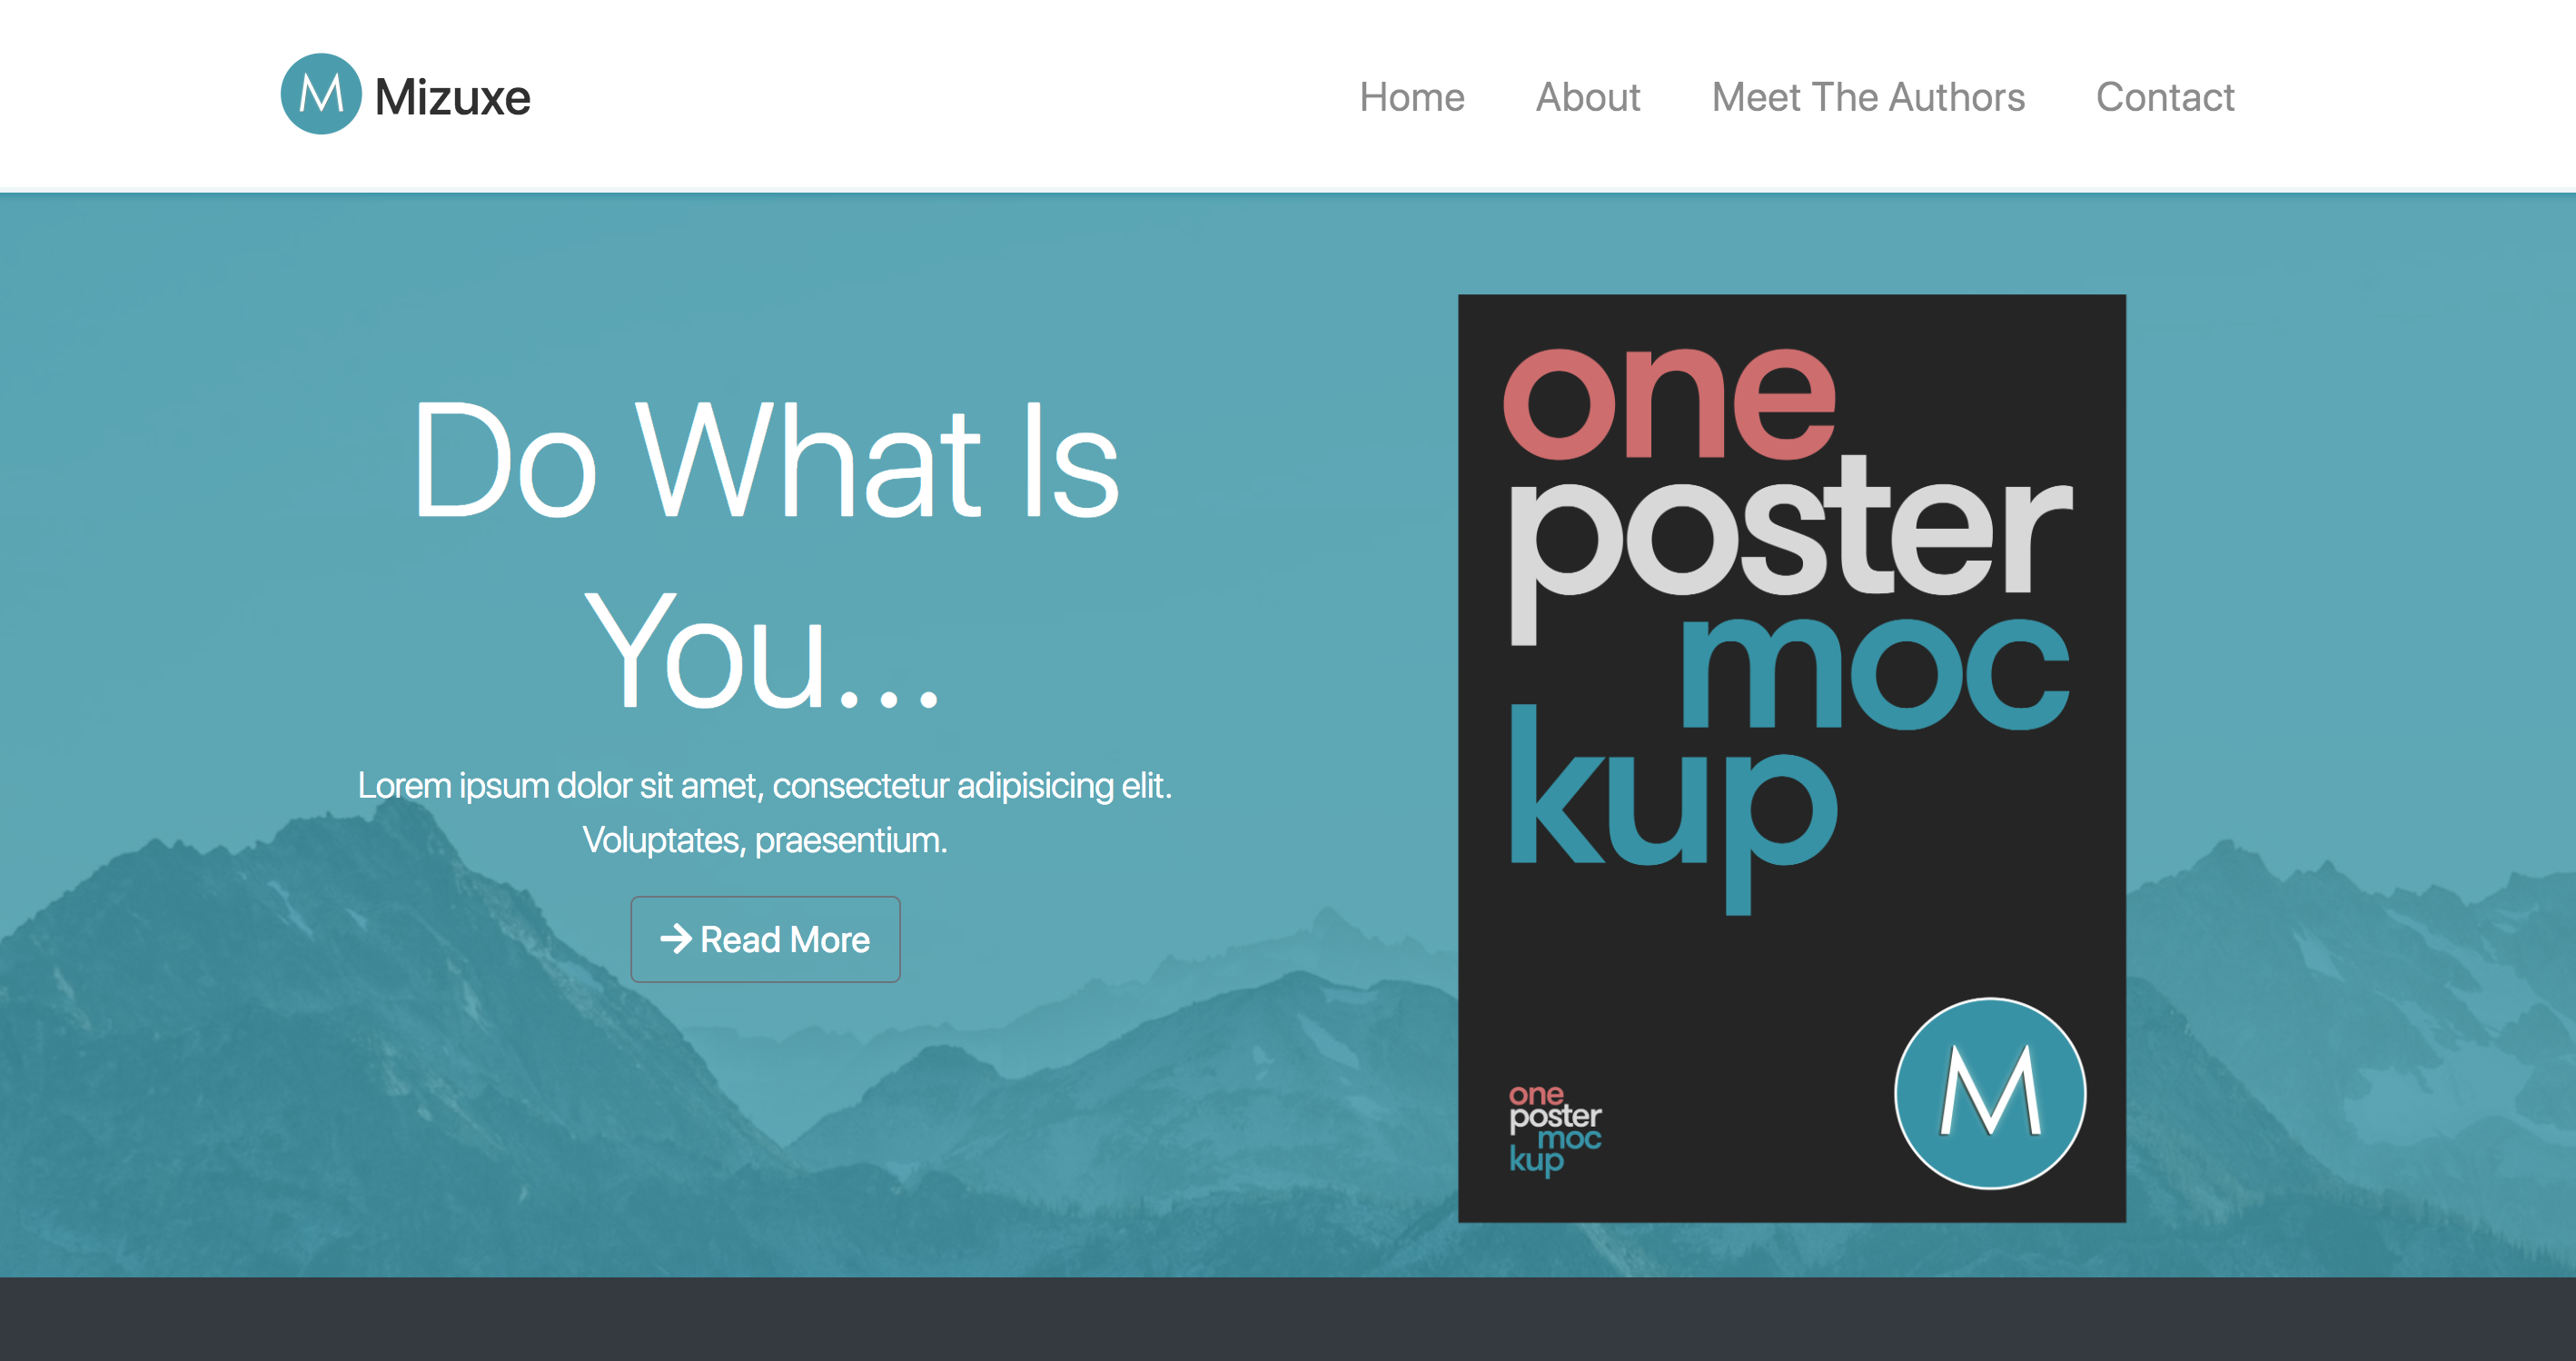 M Mizuxe
Home About Meet The Authors Contact
Do What Is
You...
Lorem ipsum dolor sit amet, consectetur adipisicing elit.
Voluptates, praesentium.
Read More
one
poster
moc
kup
one
poster
moc
kup
M